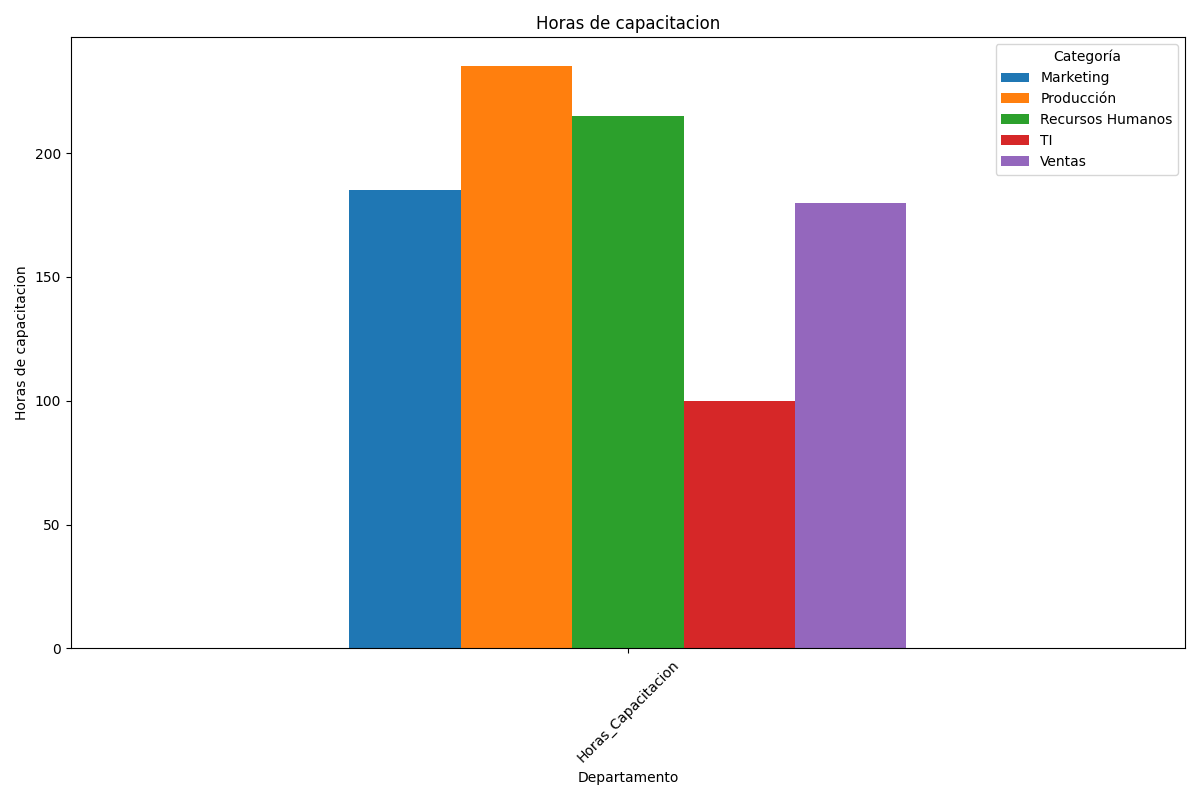 Horas de capacitacion
Categoría
Marketing
Producción
Recursos Humanos
TI
Ventas
Horas de capacitacion
200
150
100
50
0
Horas_Capacitacion
Departamento